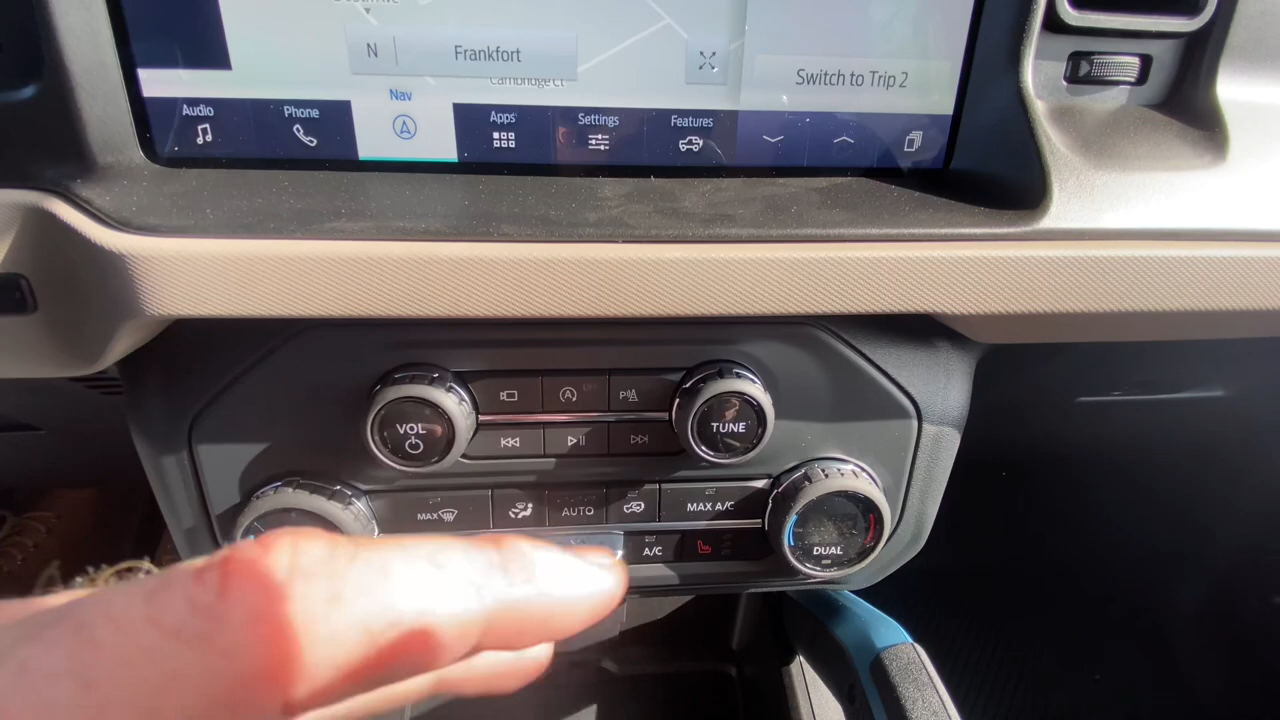 N Frankfort
Cambridge Ct
Switch to Trip 2
Audio
Phone
Nav
Apps
Settings
Features
VOL
TUNE
MAX
AUTO
MAX A/C
A/C
DUAL